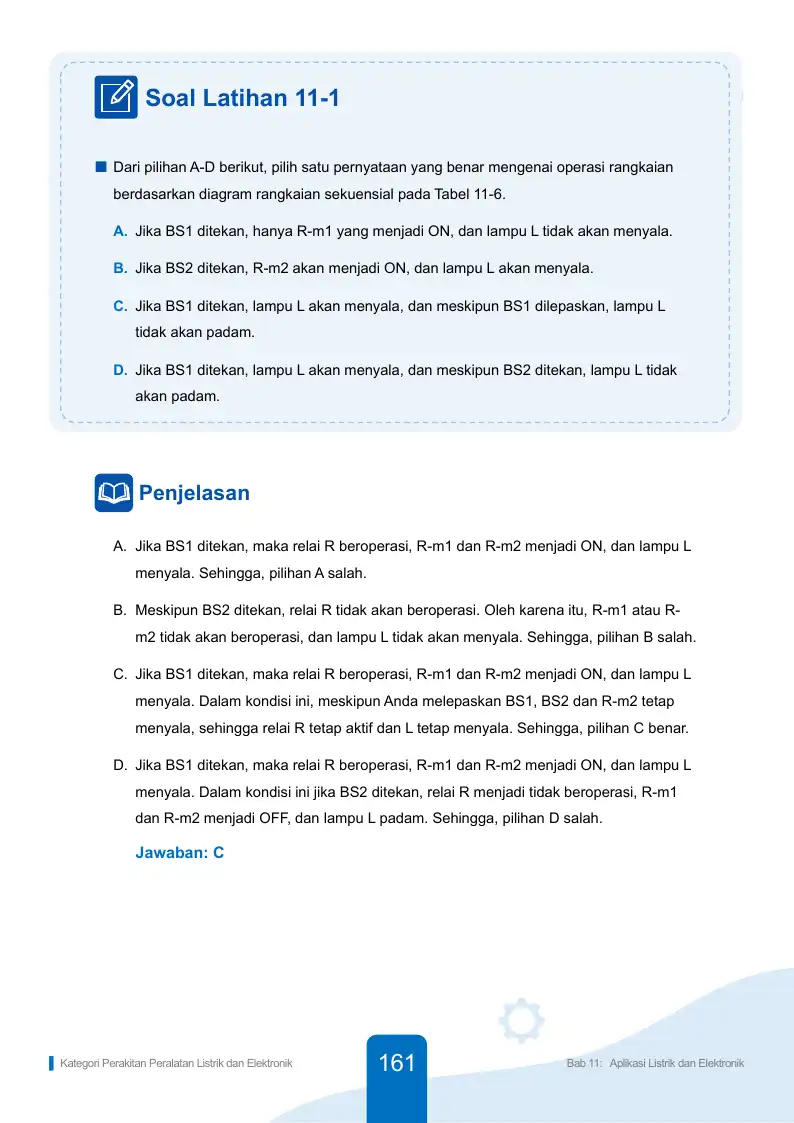 Soal Latihan 11-1
■ Dari pilihan A-D berikut, pilih satu pernyataan yang benar mengenai operasi rangkaian
berdasarkan diagram rangkaian sekuensial pada Tabel 11-6.
A. Jika BS1 ditekan, hanya R-m1 yang menjadi ON, dan lampu L tidak akan menyala.
B. Jika BS2 ditekan, R-m2 akan menjadi ON, dan lampu L akan menyala.
C. Jika BS1 ditekan, lampu L akan menyala, dan meskipun BS1 dilepaskan, lampu L
tidak akan padam.
D. Jika BS1 ditekan, lampu L akan menyala, dan meskipun BS2 ditekan, lampu L tidak
akan padam.
Penjelasan
A. Jika BS1 ditekan, maka relai R beroperasi, R-m1 dan R-m2 menjadi ON, dan lampu L
menyala. Sehingga, pilihan A salah.
B. Meskipun BS2 ditekan, relai R tidak akan beroperasi. Oleh karena itu, R-m1 atau R-
m2 tidak akan beroperasi, dan lampu L tidak akan menyala. Sehingga, pilihan B salah.
C. Jika BS1 ditekan, maka relai R beroperasi, R-m1 dan R-m2 menjadi ON, dan lampu L
menyala. Dalam kondisi ini, meskipun Anda melepaskan BS1, BS2 dan R-m2 tetap
menyala, sehingga relai R tetap aktif dan L tetap menyala. Sehingga, pilihan C benar.
D. Jika BS1 ditekan, maka relai R beroperasi, R-m1 dan R-m2 menjadi ON, dan lampu L
menyala. Dalam kondisi ini jika BS2 ditekan, relai R menjadi tidak beroperasi, R-m1
dan R-m2 menjadi OFF, dan lampu L padam. Sehingga, pilihan D salah.
Jawaban: C
Kategori Perakitan Peralatan Listrik dan Elektronik
161
Bab 11: Aplikasi Listrik dan Elektronik